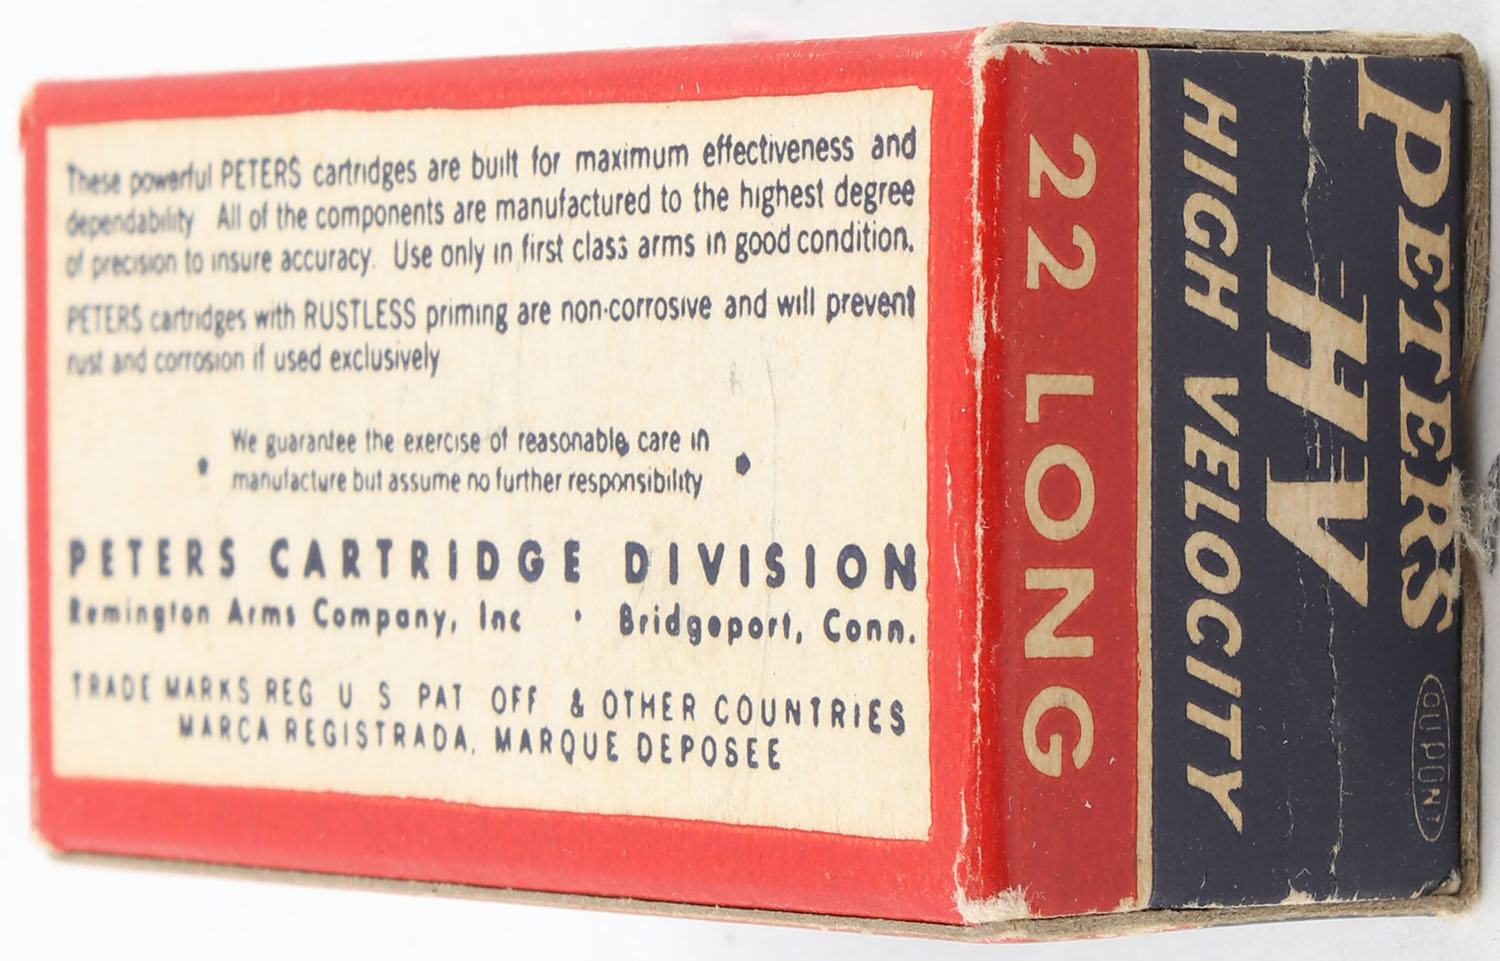 These powerful PETERS cartridges are built for maximum effectiveness and
dependability All of the components are manufactured to the highest degree
of precision to insure accuracy. Use only in first class arms in good condition.
PETERS cartridges with RUSTLESS priming are non-corrosive and will prevent
rust and corrosion if used exclusively
We guarantee the exercise of reasonable care in
manufacture but assume no further responsibility
PETERS CARTRIDGE DIVISION
Remington Arms Company, Inc • Bridgeport, Conn.
TRADE MARKS REG U S PAT OFF & OTHER COUNTRIES
MARCA REGISTRADA, MARQUE DEPOSEE
PETERS
HV
HIGH VELOCITY
22 LONG
DUPONT